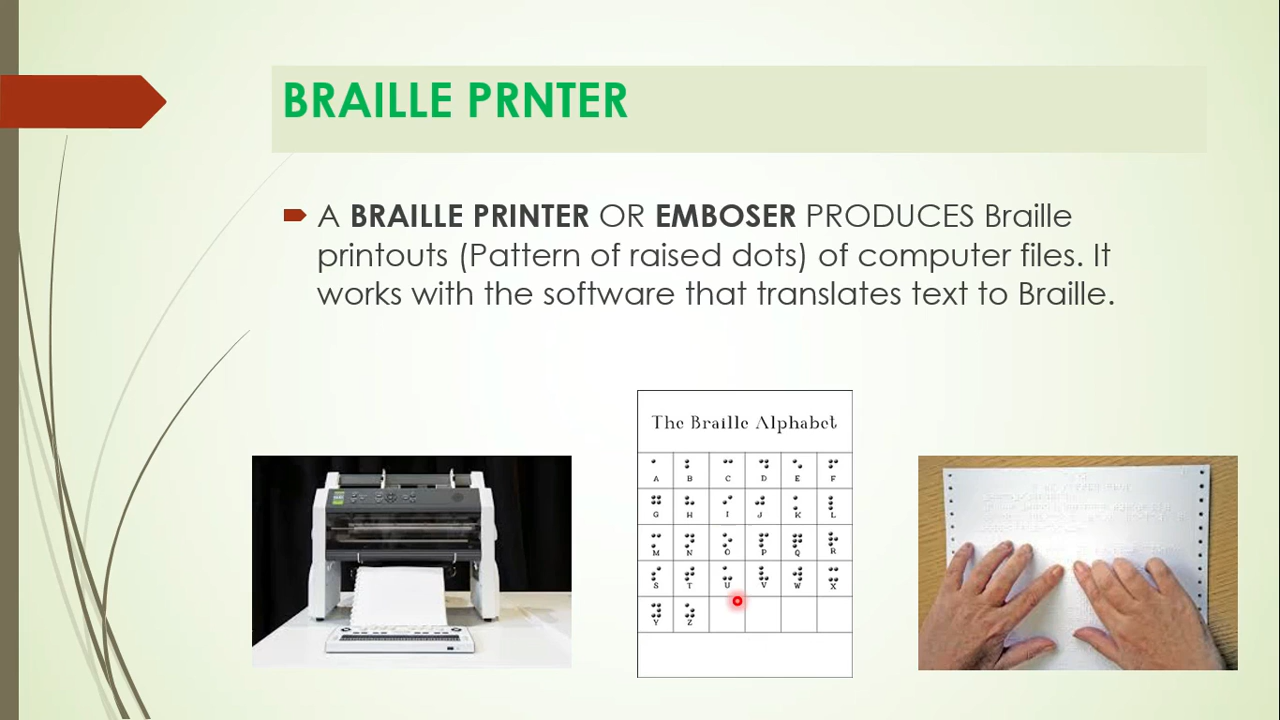 BRAILLE PRNTER
A BRAILLE PRINTER OR EMBOSER PRODUCES Braille
printouts (Pattern of raised dots) of computer files. It
works with the software that translates text to Braille.
The Braille Alphabet
A B C D E F
G H I J K L
M N O P Q R
S T U V W X
Y Z